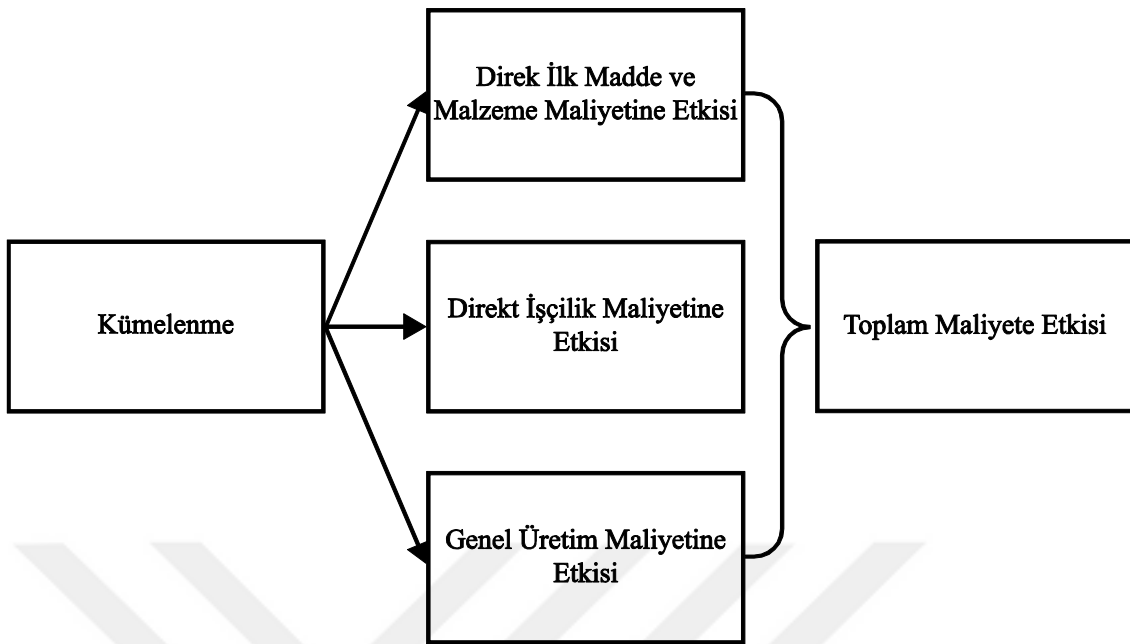 Direk İlk Madde ve
Malzeme Maliyetine Etkisi
Kümelenme
Direkt İşçilik Maliyetine
Etkisi
Toplam Maliyete Etkisi
Genel Üretim Maliyetine
Etkisi